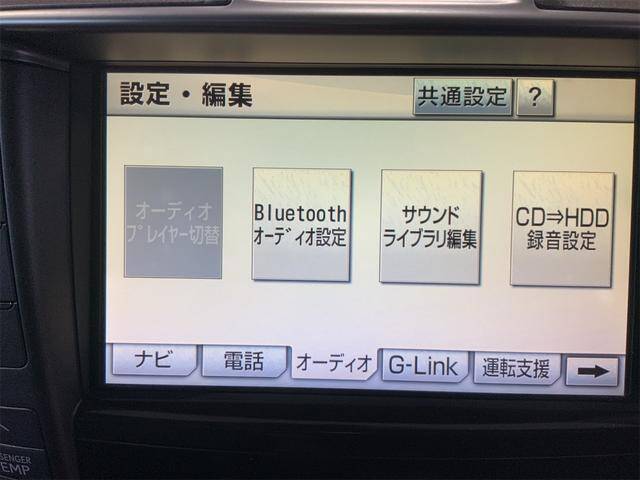 設定・編集
共通設定
?
オーディオ
プレイヤー切替
Bluetooth
オーディオ設定
サウンド
ライブラリ編集
CD⇒HDD
録音設定
ナビ
電話
オーディオ
G-Link
運転支援
➡
SENGER
TEMP